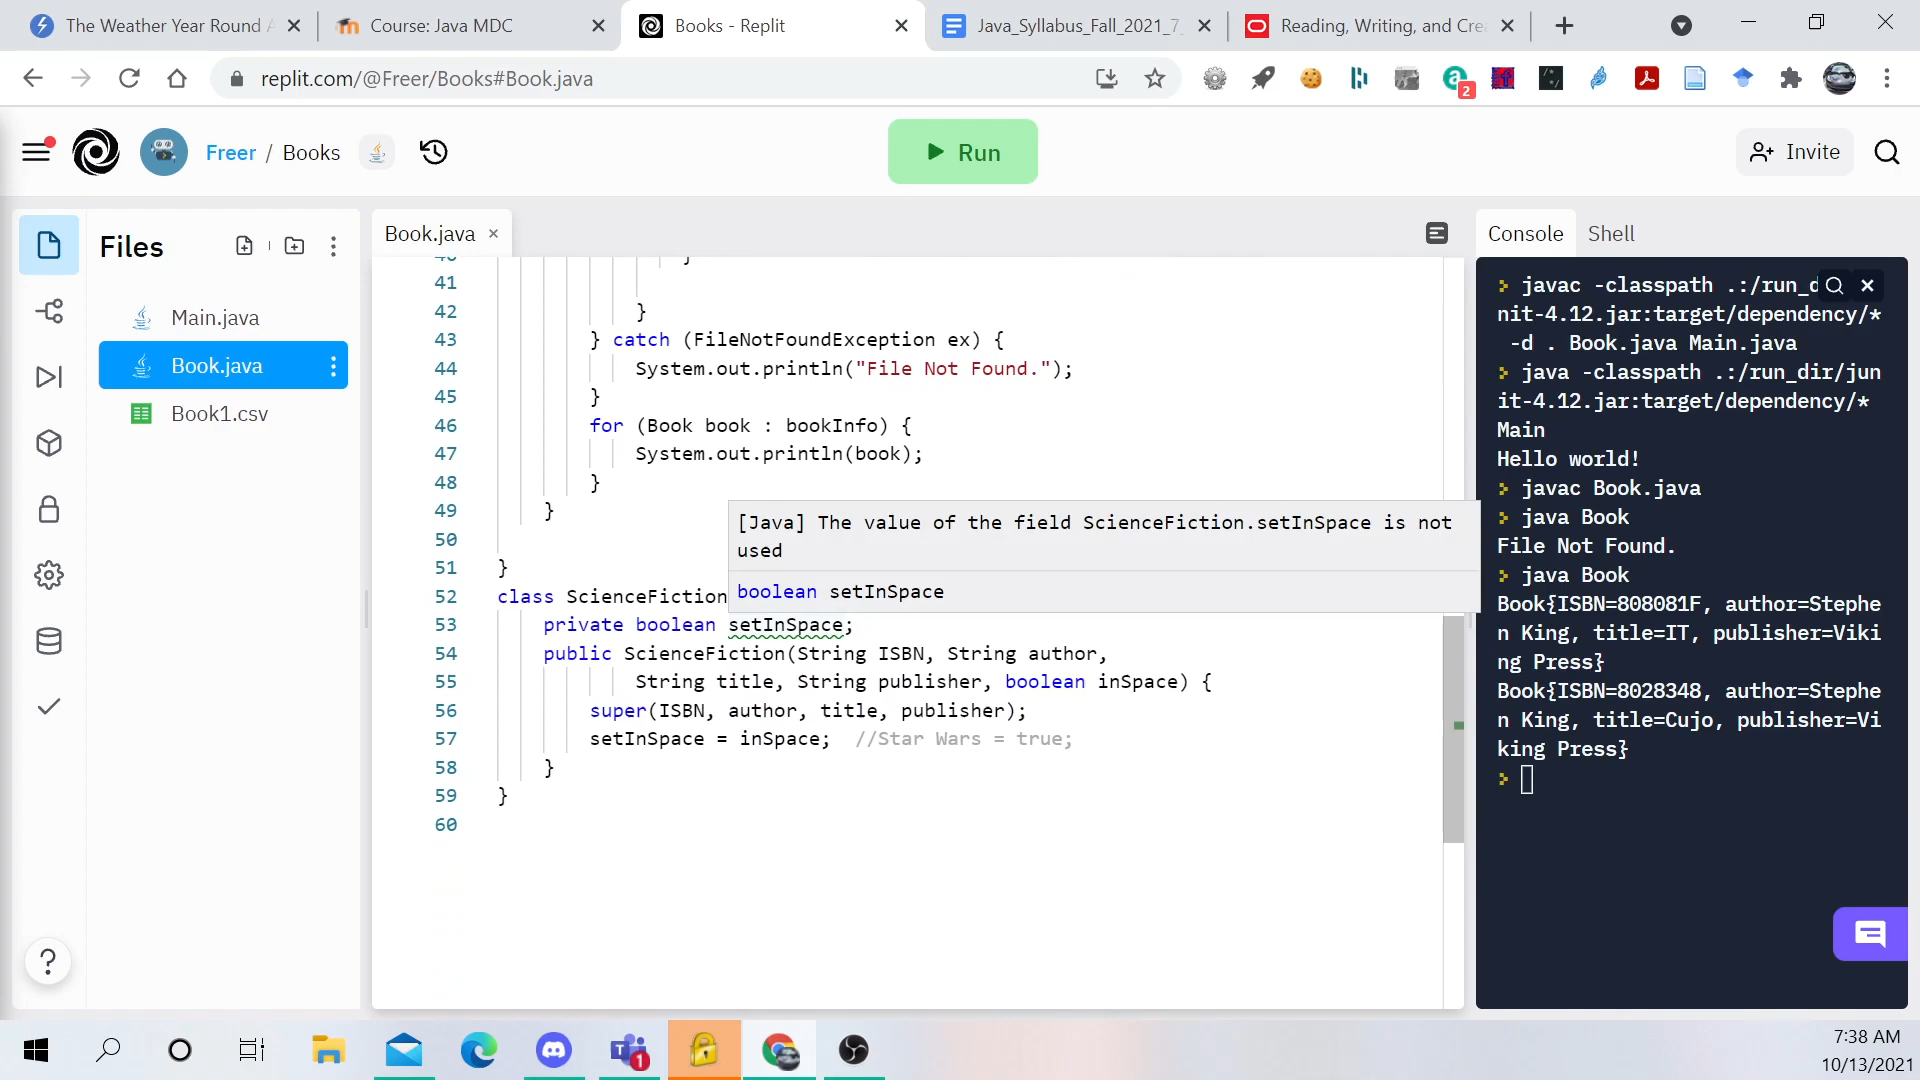 The Weather Year Round A
Course: Java MDC
Books - Replit
Java_Syllabus_Fall_2021_7_
Reading, Writing, and Crea
replit.com/@Freer/Books#Book.java
2
Freer / Books
Run
Invite
Files
Main.java
Book.java
Book1.csv
Book.java
40 }
41
42 }
43 } catch (FileNotFoundException ex) {
44 System.out.println("File Not Found.");
45 }
46 for (Book book : bookInfo) {
47 System.out.println(book);
48 }
49 }
50
51 }
52 class ScienceFiction
53 private boolean setInSpace;
54 public ScienceFiction(String ISBN, String author,
55 String title, String publisher, boolean inSpace) {
56 super(ISBN, author, title, publisher);
57 setInSpace = inSpace; //Star Wars = true;
58 }
59 }
60
[Java] The value of the field ScienceFiction.setInSpace is not
used
boolean setInSpace
Console Shell
> javac -classpath .:/run_d
nit-4.12.jar:target/dependency/*
-d . Book.java Main.java
> java -classpath .:/run_dir/jun
it-4.12.jar:target/dependency/*
Main
Hello world!
> javac Book.java
> java Book
File Not Found.
> java Book
Book{ISBN=808081F, author=Stephe
n King, title=IT, publisher=Viki
ng Press}
Book{ISBN=8028348, author=Stephe
n King, title=Cujo, publisher=Vi
king Press}
>
?
1
7:38 AM
10/13/2021